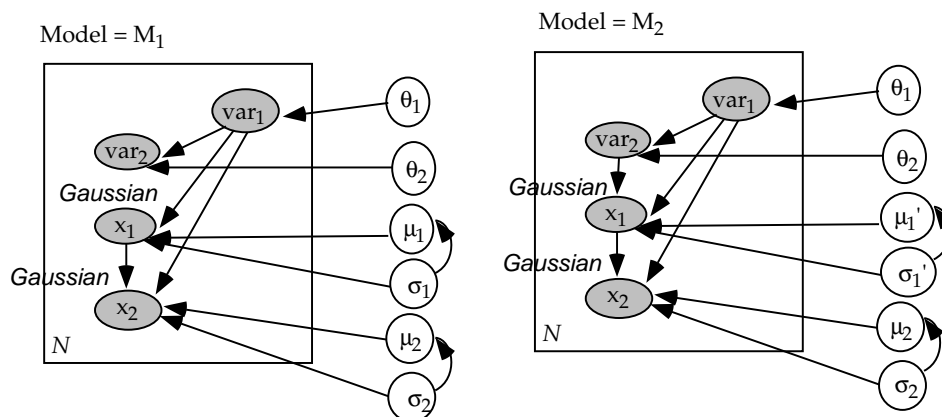 Model = M₁
var₁
θ₁
var₂
θ₂
Gaussian
x₁
μ₁
Gaussian
σ₁
x₂
μ₂
N
σ₂
Model = M₂
var₁
θ₁
var₂
θ₂
Gaussian
x₁
μ₁'
Gaussian
σ₁'
x₂
μ₂
N
σ₂